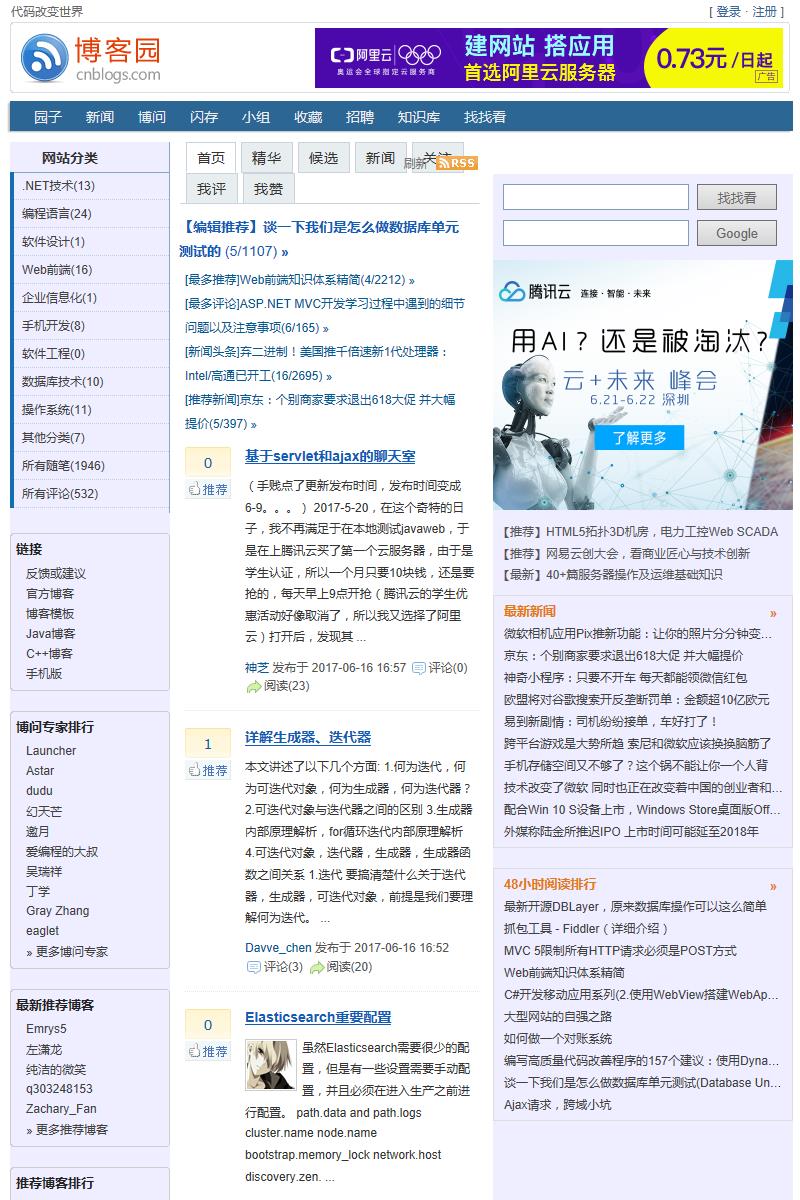 代码改变世界
[ 登录 · 注册 ]
博客园
cnblogs.com
阿里云
奥运会全球指定云服务商
建网站 搭应用
首选阿里云服务器
0.73元/日起
广告
园子 新闻 博问 闪存 小组 收藏 招聘 知识库 找找看
网站分类
.NET技术(13)
编程语言(24)
软件设计(1)
Web前端(16)
企业信息化(1)
手机开发(8)
软件工程(0)
数据库技术(10)
操作系统(11)
其他分类(7)
所有随笔(1946)
所有评论(532)
链接
反馈或建议
官方博客
博客模板
Java博客
C++博客
手机版
博问专家排行
Launcher
Astar
dudu
幻天芒
邀月
爱编程的大叔
吴瑞祥
丁学
Gray Zhang
eaglet
» 更多博问专家
最新推荐博客
Emrys5
左潇龙
纯洁的微笑
q303248153
Zachary_Fan
» 更多推荐博客
推荐博客排行
首页 精华 候选 新闻 关注
刷新 RSS
我评 我赞
【编辑推荐】谈一下我们是怎么做数据库单元
测试的 (5/1107) »
[最多推荐]Web前端知识体系精简(4/2212) »
[最多评论]ASP.NET MVC开发学习过程中遇到的细节
问题以及注意事项(6/165) »
[新闻头条]弃二进制！美国推千倍速新1代处理器：
Intel/高通已开工(16/2695) »
[推荐新闻]京东：个别商家要求退出618大促 并大幅
提价(5/397) »
0
推荐
基于servlet和ajax的聊天室
（手贱点了更新发布时间，发布时间变成
6-9。。。） 2017-5-20，在这个奇特的日
子，我不再满足于在本地测试javaweb，于
是在上腾讯云买了第一个云服务器，由于是
学生认证，所以一个月只要10块钱，还是要
抢的，每天早上9点开抢（腾讯云的学生优
惠活动好像取消了，所以我又选择了阿里
云）打开后，发现其 ...
神芝 发布于 2017-06-16 16:57 评论(0)
阅读(23)
1
推荐
详解生成器、迭代器
本文讲述了以下几个方面: 1.何为迭代，何
为可迭代对象，何为生成器，何为迭代器？
2.可迭代对象与迭代器之间的区别 3.生成器
内部原理解析，for循环迭代内部原理解析
4.可迭代对象，迭代器，生成器，生成器函
数之间关系 1.迭代 要搞清楚什么关于迭代
器，生成器，可迭代对象，前提是我们要理
解何为迭代。 ...
Davve_chen 发布于 2017-06-16 16:52
评论(3) 阅读(20)
0
推荐
Elasticsearch重要配置
虽然Elasticsearch需要很少的配
置，但是有一些设置需要手动配
置，并且必须在进入生产之前进
行配置。 path.data and path.logs
cluster.name node.name
bootstrap.memory_lock network.host
discovery.zen. ...
找找看
Google
腾讯云 连接 · 智能 · 未来
用AI？还是被淘汰？
云+未来 峰会
6.21-6.22 深圳
了解更多
【推荐】HTML5拓扑3D机房，电力工控Web SCADA
【推荐】网易云创大会，看商业匠心与技术创新
【最新】40+篇服务器操作及运维基础知识
最新新闻 »
微软相机应用Pix推新功能：让你的照片分分钟变...
京东：个别商家要求退出618大促 并大幅提价
神奇小程序：只要不开车 每天都能领微信红包
欧盟将对谷歌搜索开反垄断罚单：金额超10亿欧元
易到新剧情：司机纷纷接单，车好打了！
跨平台游戏是大势所趋 索尼和微软应该换换脑筋了
手机存储空间又不够了？这个锅不能让你一个人背
技术改变了微软 同时也正在改变着中国的创业者和...
配合Win 10 S设备上市，Windows Store桌面版Off...
外媒称陆金所推迟IPO 上市时间可能延至2018年
48小时阅读排行 »
最新开源DBLayer，原来数据库操作可以这么简单
抓包工具 - Fiddler（详细介绍）
MVC 5限制所有HTTP请求必须是POST方式
Web前端知识体系精简
C#开发移动应用系列(2.使用WebView搭建WebAp...
大型网站的自强之路
如何做一个对账系统
编写高质量代码改善程序的157个建议：使用Dyna...
谈一下我们是怎么做数据库单元测试(Database Un...
Ajax请求，跨域小坑